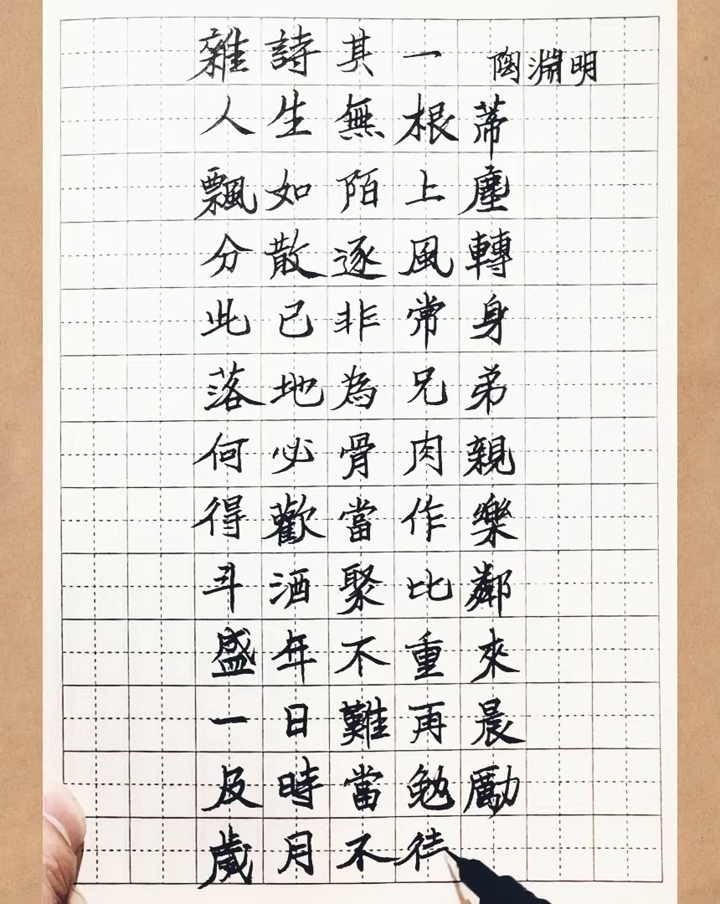 雜詩其一 陶淵明
人生無根蒂
飄如陌上塵
分散逐風轉
此已非常身
落地為兄弟
何必骨肉親
得歡當作樂
斗酒聚比鄰
盛年不重來
一日難再晨
及時當勉勵
歲月不待